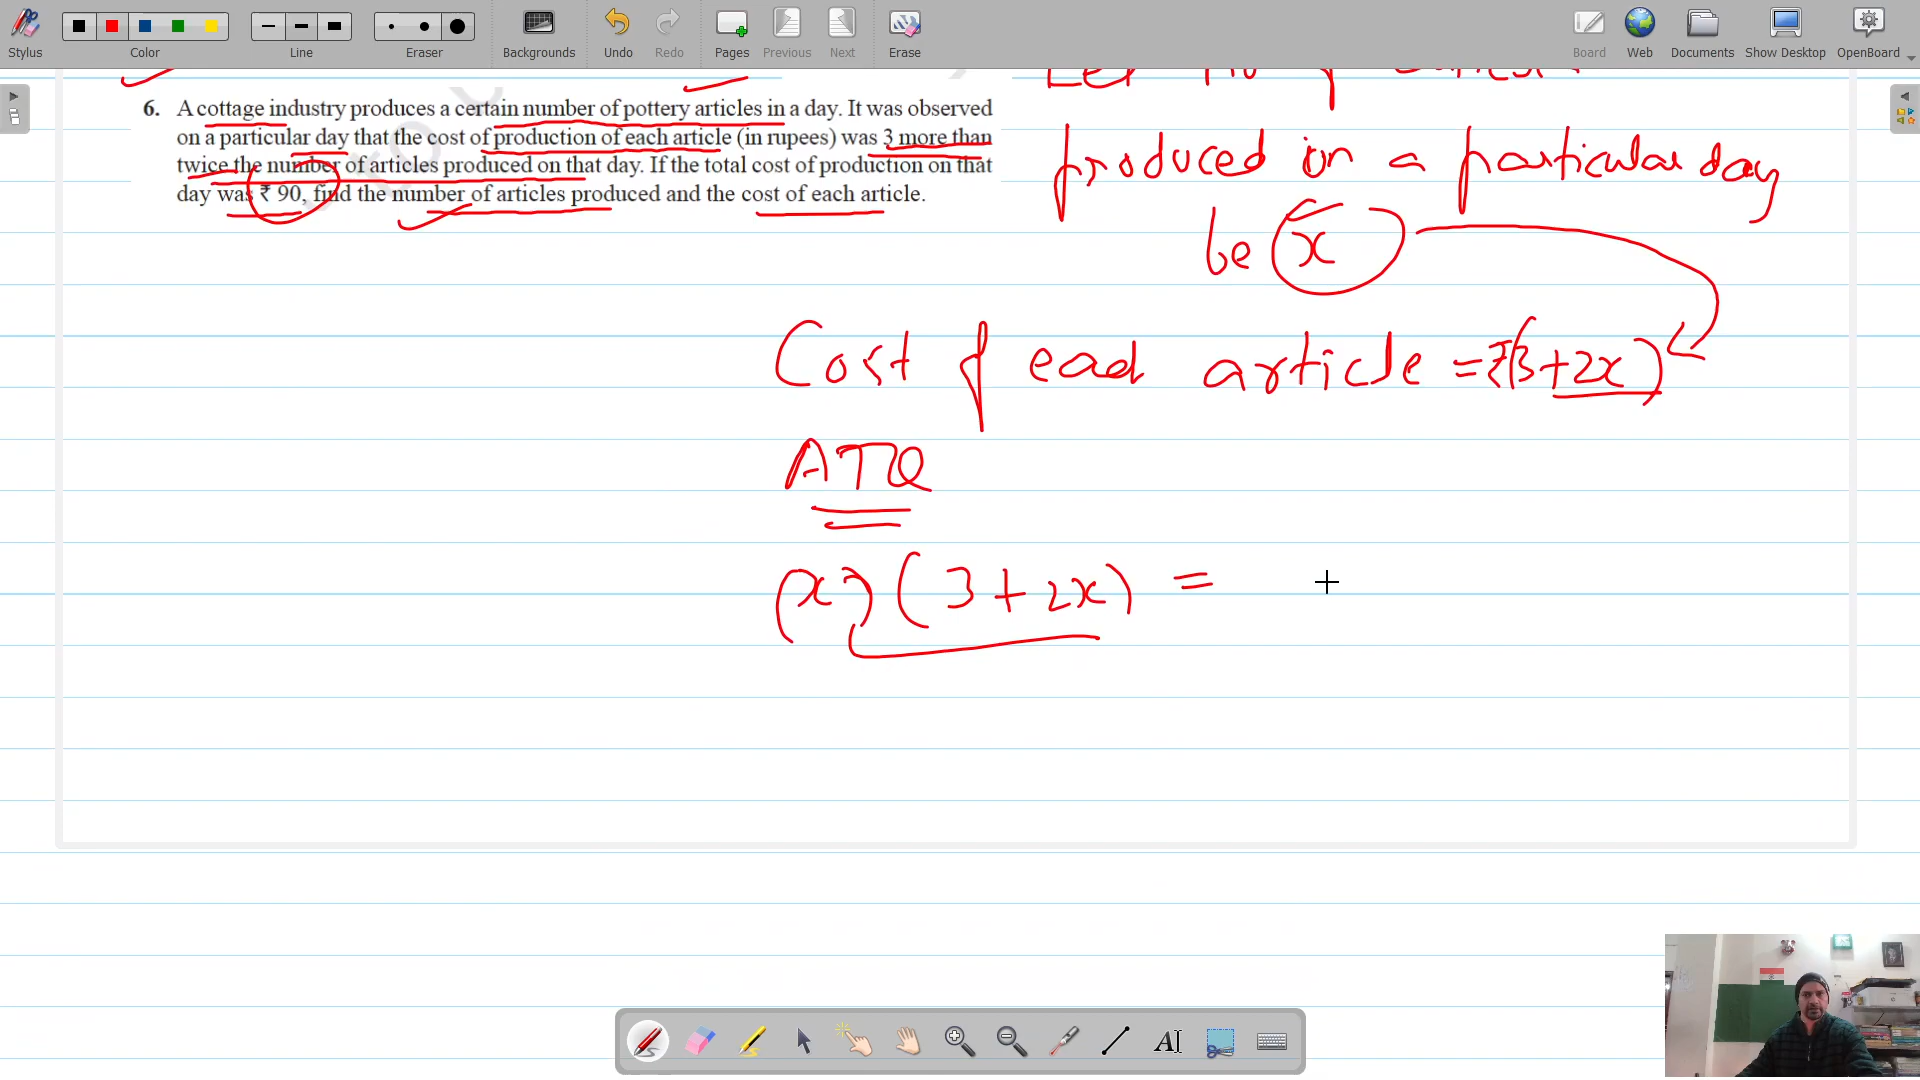 Stylus Color Line Eraser Backgrounds Undo Redo Pages Previous Next Erase Board Web Documents Show Desktop OpenBoard
Let no of
6. A cottage industry produces a certain number of pottery articles in a day. It was observed
on a particular day that the cost of production of each article (in rupees) was 3 more than
twice the number of articles produced on that day. If the total cost of production on that
day was ₹ 90, find the number of articles produced and the cost of each article.
produced on a particular day
be x
Cost of each article = ₹(3+2x)
ATQ
(x)(3+2x) =